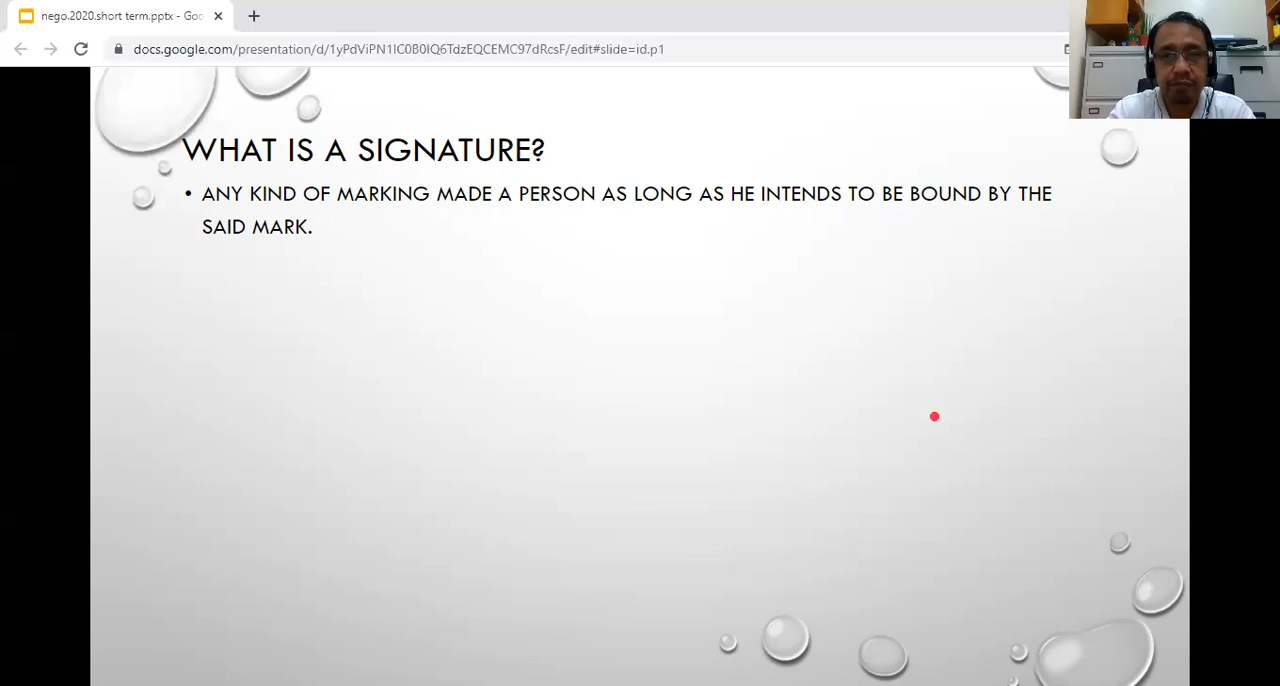 nego.2020.short term.pptx - Goo
docs.google.com/presentation/d/1yPdViPN1lC0B0IQ6TdzEQCEMC97dRcsF/edit#slide=id.p1
WHAT IS A SIGNATURE?
• ANY KIND OF MARKING MADE A PERSON AS LONG AS HE INTENDS TO BE BOUND BY THE
SAID MARK.